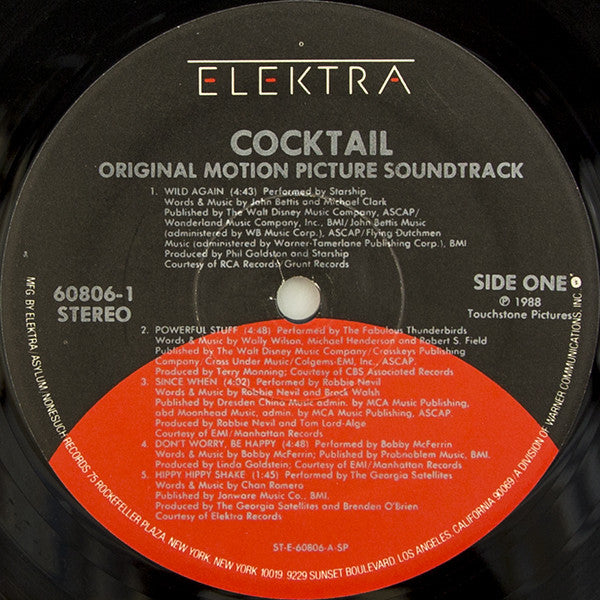 ELEKTRA
COCKTAIL
ORIGINAL MOTION PICTURE SOUNDTRACK
1. WILD AGAIN (4:43) Performed by Starship
Words & Music by John Bettis and Michael Clark
Published by The Walt Disney Music Company, ASCAP/
Wonderland Music Company, Inc., BMI/John Bettis Music
(administered by WB Music Corp.), ASCAP/Flying Dutchmen
Music (administered by Warner-Tamerlane Publishing Corp.), BMI
Produced by Phil Galdston and Starship
Courtesy of RCA Records/Grunt Records
60806-1
STEREO
SIDE ONE
℗ 1988
Touchstone Pictures
2. POWERFUL STUFF (4:48) Performed by The Fabulous Thunderbirds
Words & Music by Wally Wilson, Michael Henderson and Robert S. Field
Published by The Walt Disney Music Company/Crosskeys Publishing
Company, Cross Under Music/Colgems-EMI, Inc., ASCAP.
Produced by Terry Manning; Courtesy of CBS Associated Records
3. SINCE WHEN (4:02) Performed by Robbie Nevil
Words & Music by Robbie Nevil and Brock Walsh
Published by Dresden China Music admin. by MCA Music Publishing,
and Moonhead Music, admin. by MCA Music Publishing, ASCAP.
Produced by Robbie Nevil and Tom Lord-Alge
Courtesy of EMI/Manhattan Records
4. DON'T WORRY, BE HAPPY (4:48) Performed by Bobby McFerrin
Words & Music by Bobby McFerrin; Published by Probnoblem Music, BMI.
Produced by Linda Goldstein; Courtesy of EMI/Manhattan Records
5. HIPPY HIPPY SHAKE (1:45) Performed by The Georgia Satellites
Words & Music by Chan Romero
Published by Jonware Music Co., BMI.
Produced by The Georgia Satellites and Brenden O'Brien
Courtesy of Elektra Records
ST-E-60806-A-SP
MFG. BY ELEKTRA/ASYLUM/NONESUCH RECORDS 75 ROCKEFELLER PLAZA, NEW YORK, NEW YORK 10019. 9229 SUNSET BOULEVARD, LOS ANGELES, CALIFORNIA 90069. A DIVISION OF WARNER COMMUNICATIONS, INC.